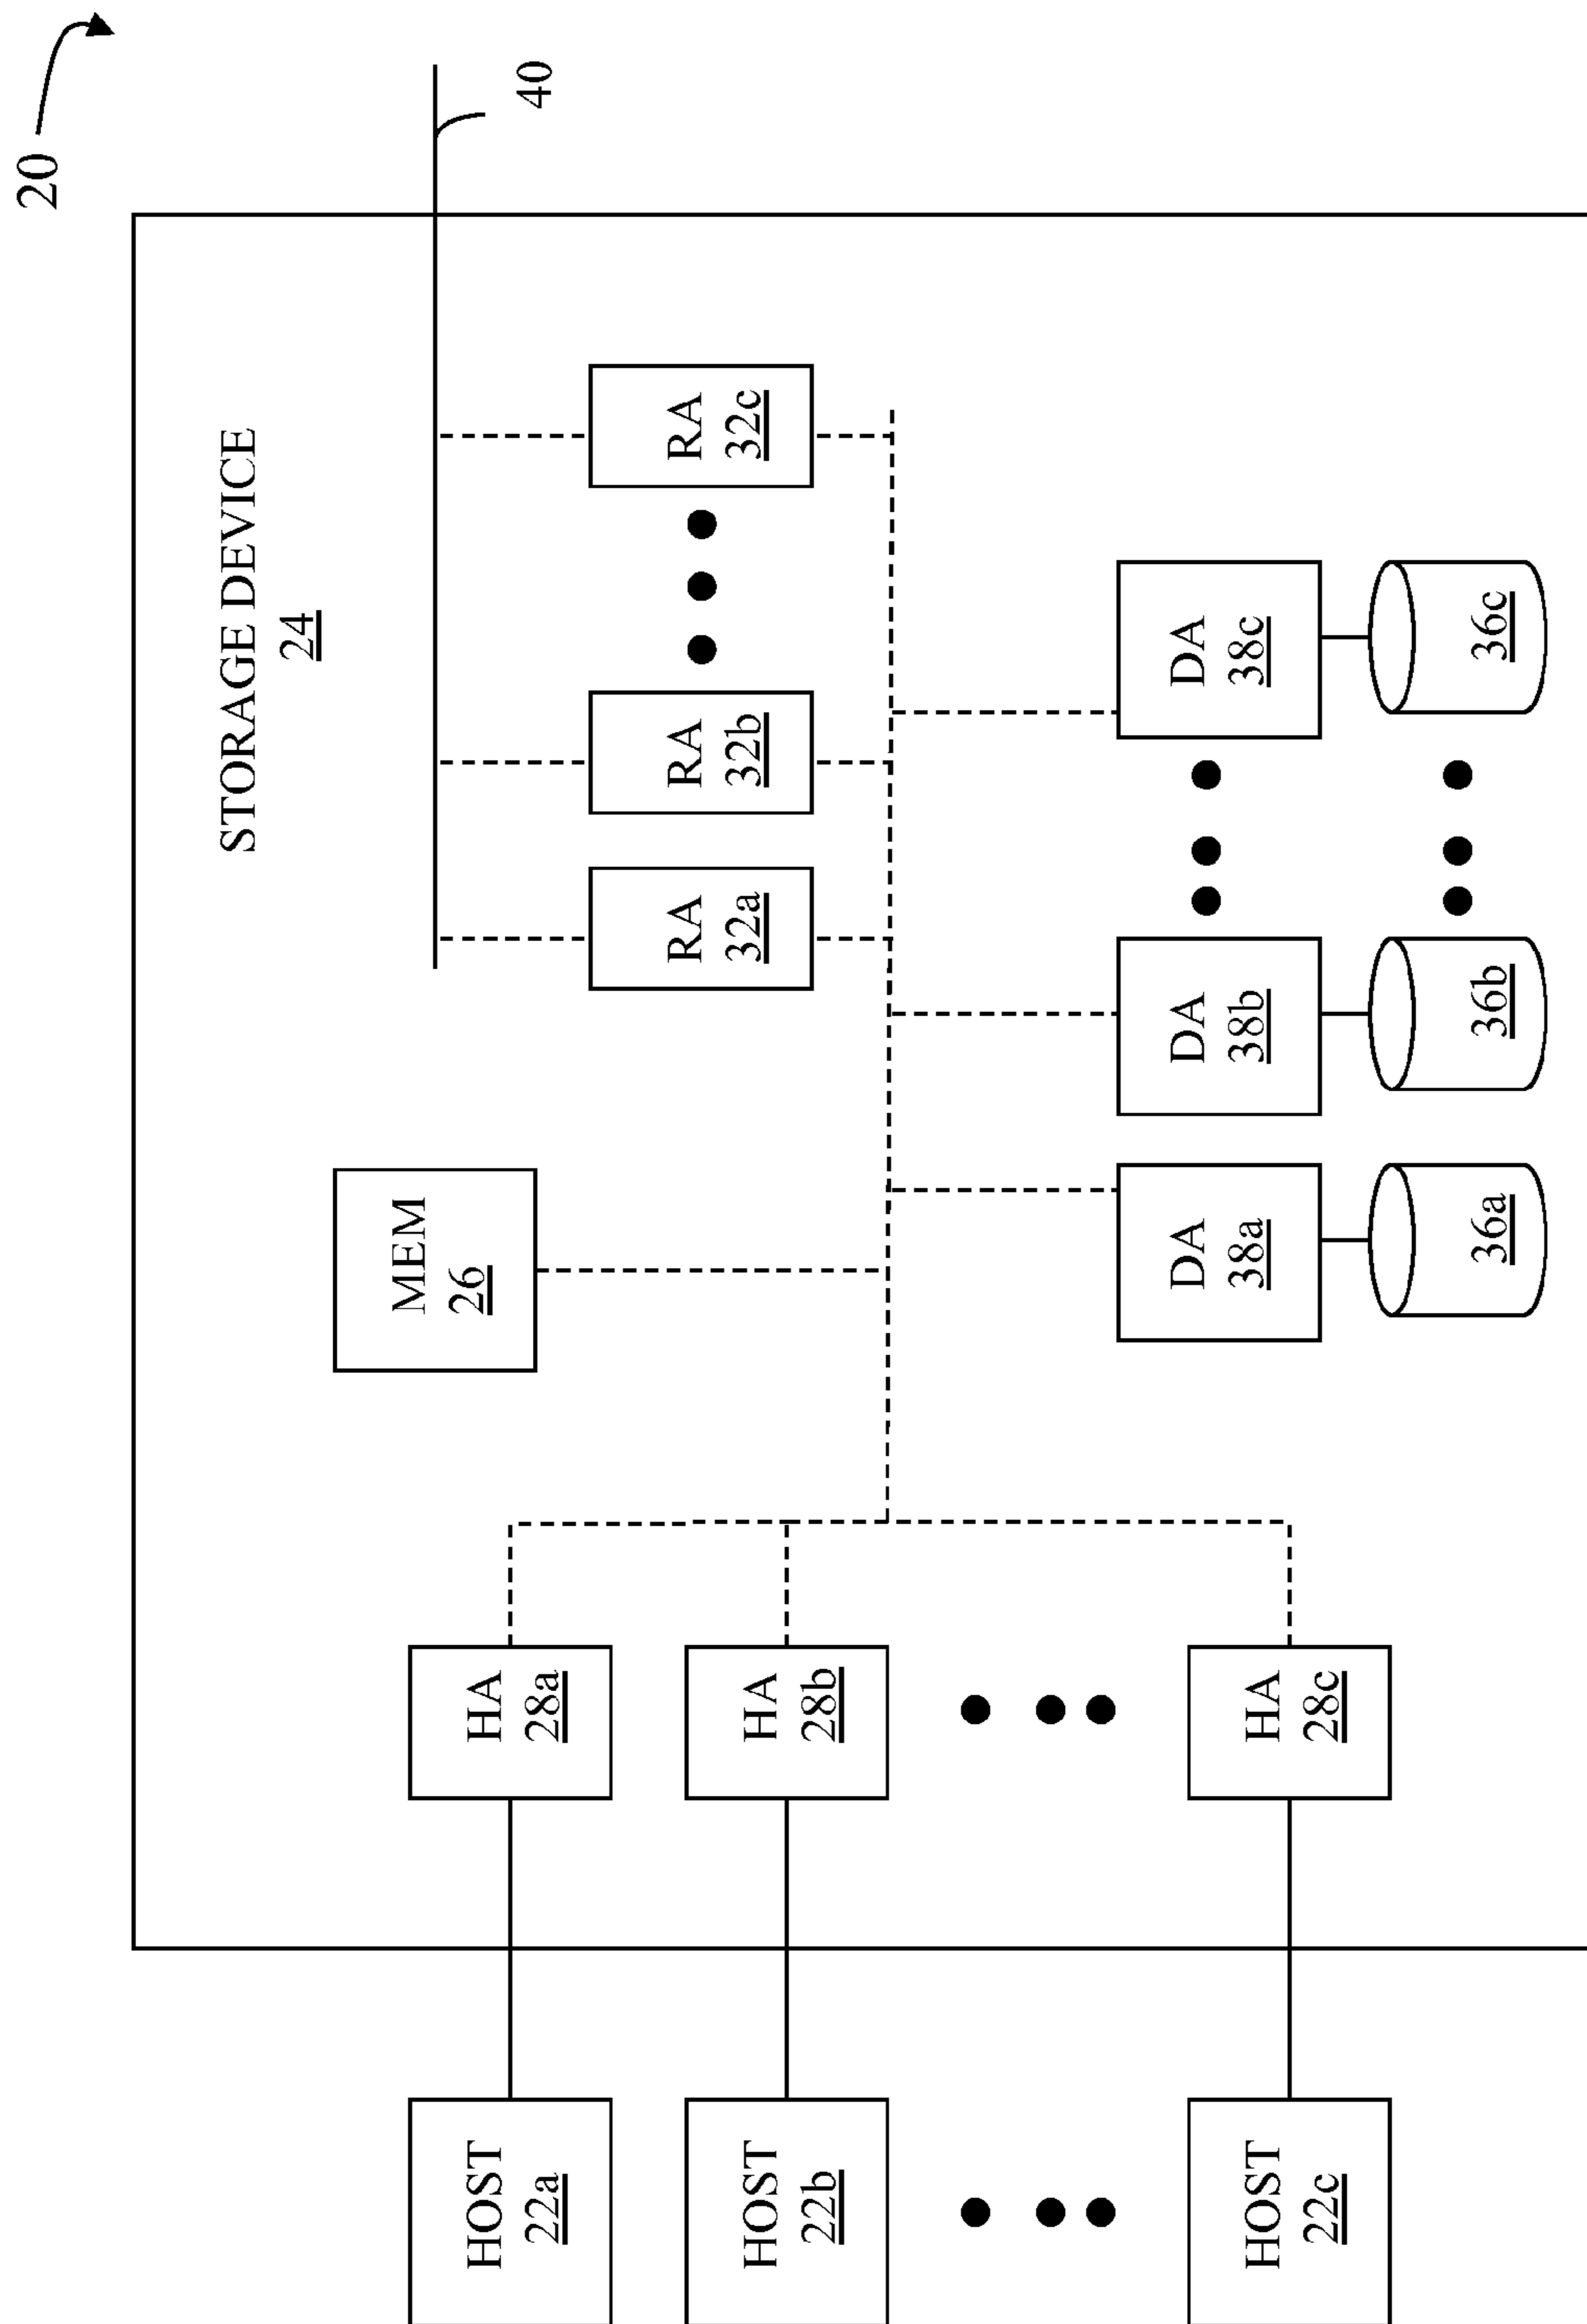 20
STORAGE DEVICE
24
MEM
26
40
HOST
22a
HA
28a
RA
32a
RA
32b
RA
32c
HOST
22b
HA
28b
DA
38a
DA
38b
DA
38c
HOST
22c
HA
28c
36a
36b
36c